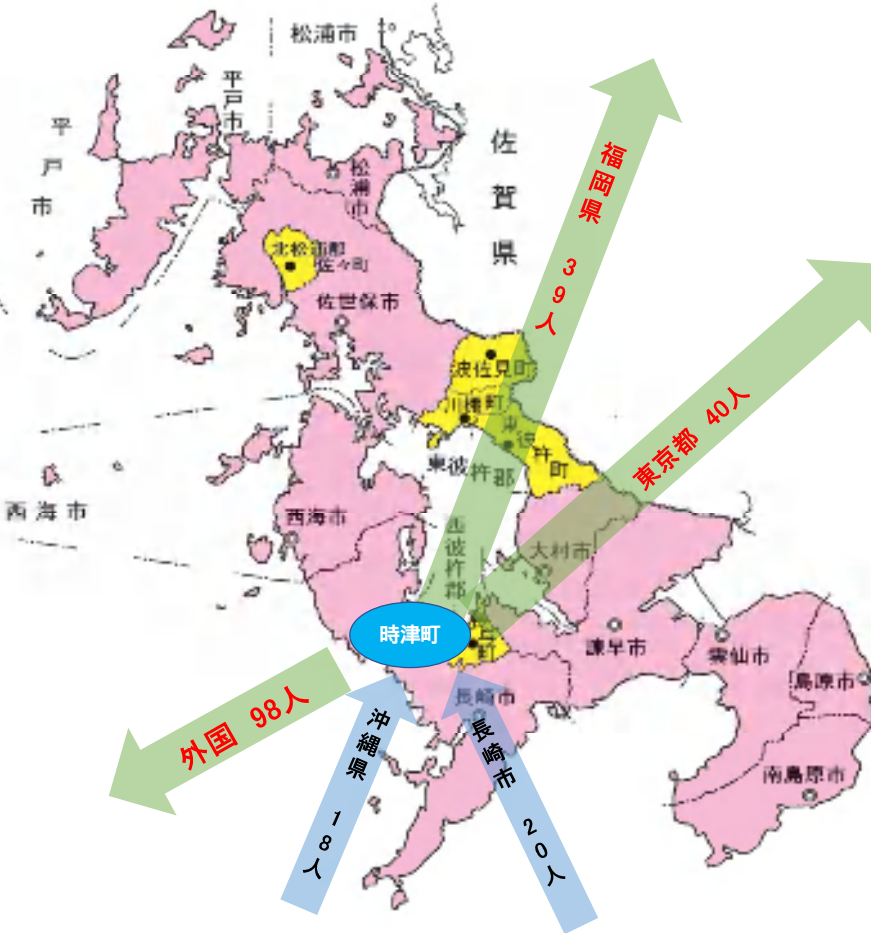 松浦市
平戸市
平戸市
松浦市
佐賀県
福岡県 39人
北松浦郡
佐々町
佐世保市
波佐見町
川棚町
東彼杵町
東彼杵郡
東京都 40人
西海市
西海市
西彼杵郡
大村市
時津町
町
諫早市
雲仙市
島原市
南島原市
長崎市
外国 98人
沖縄県 18人
長崎市 20人